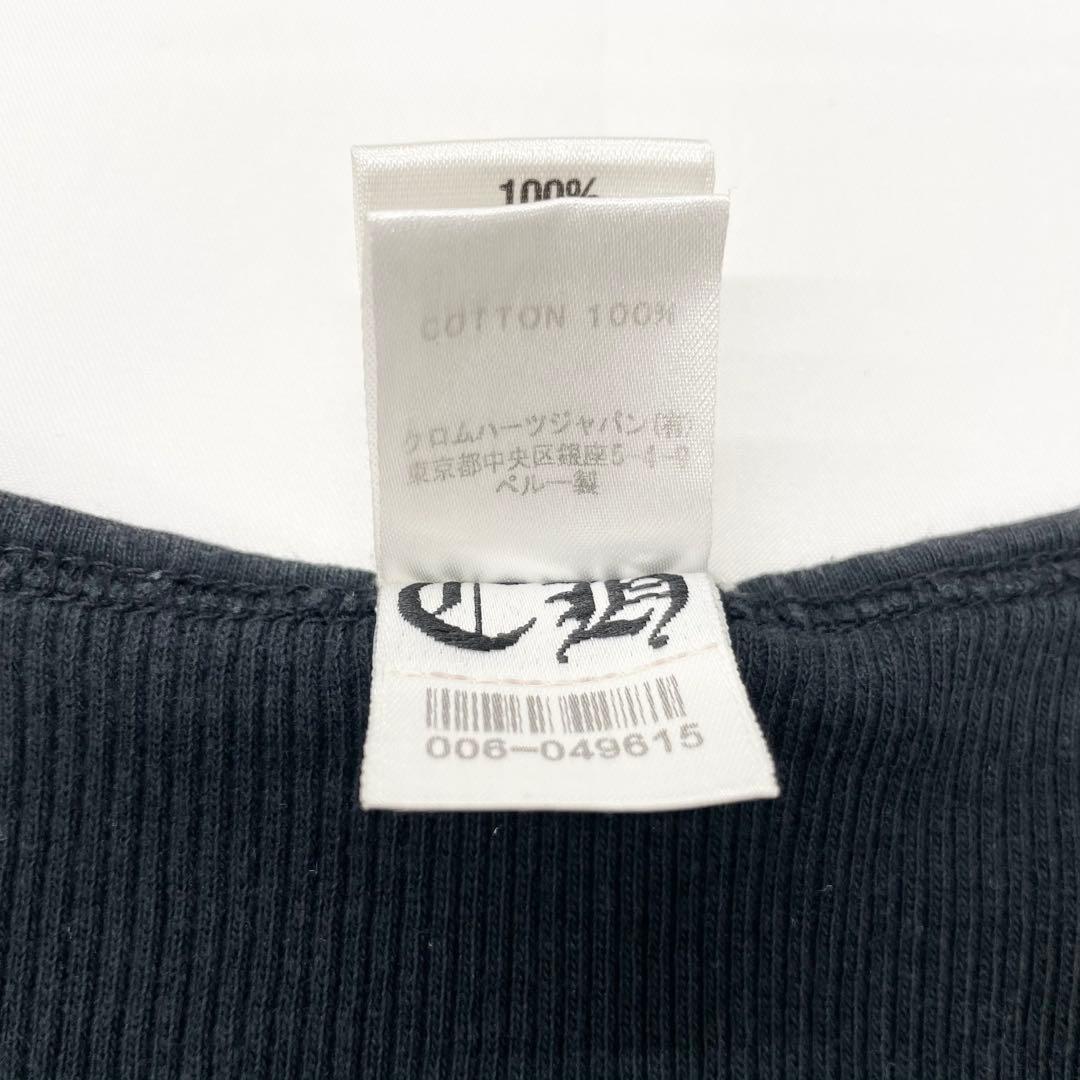 100%
COTTON 100%
クロムハーツジャパン(有)
東京都中央区銀座5-4-9
ペルー製
CH
006-049615